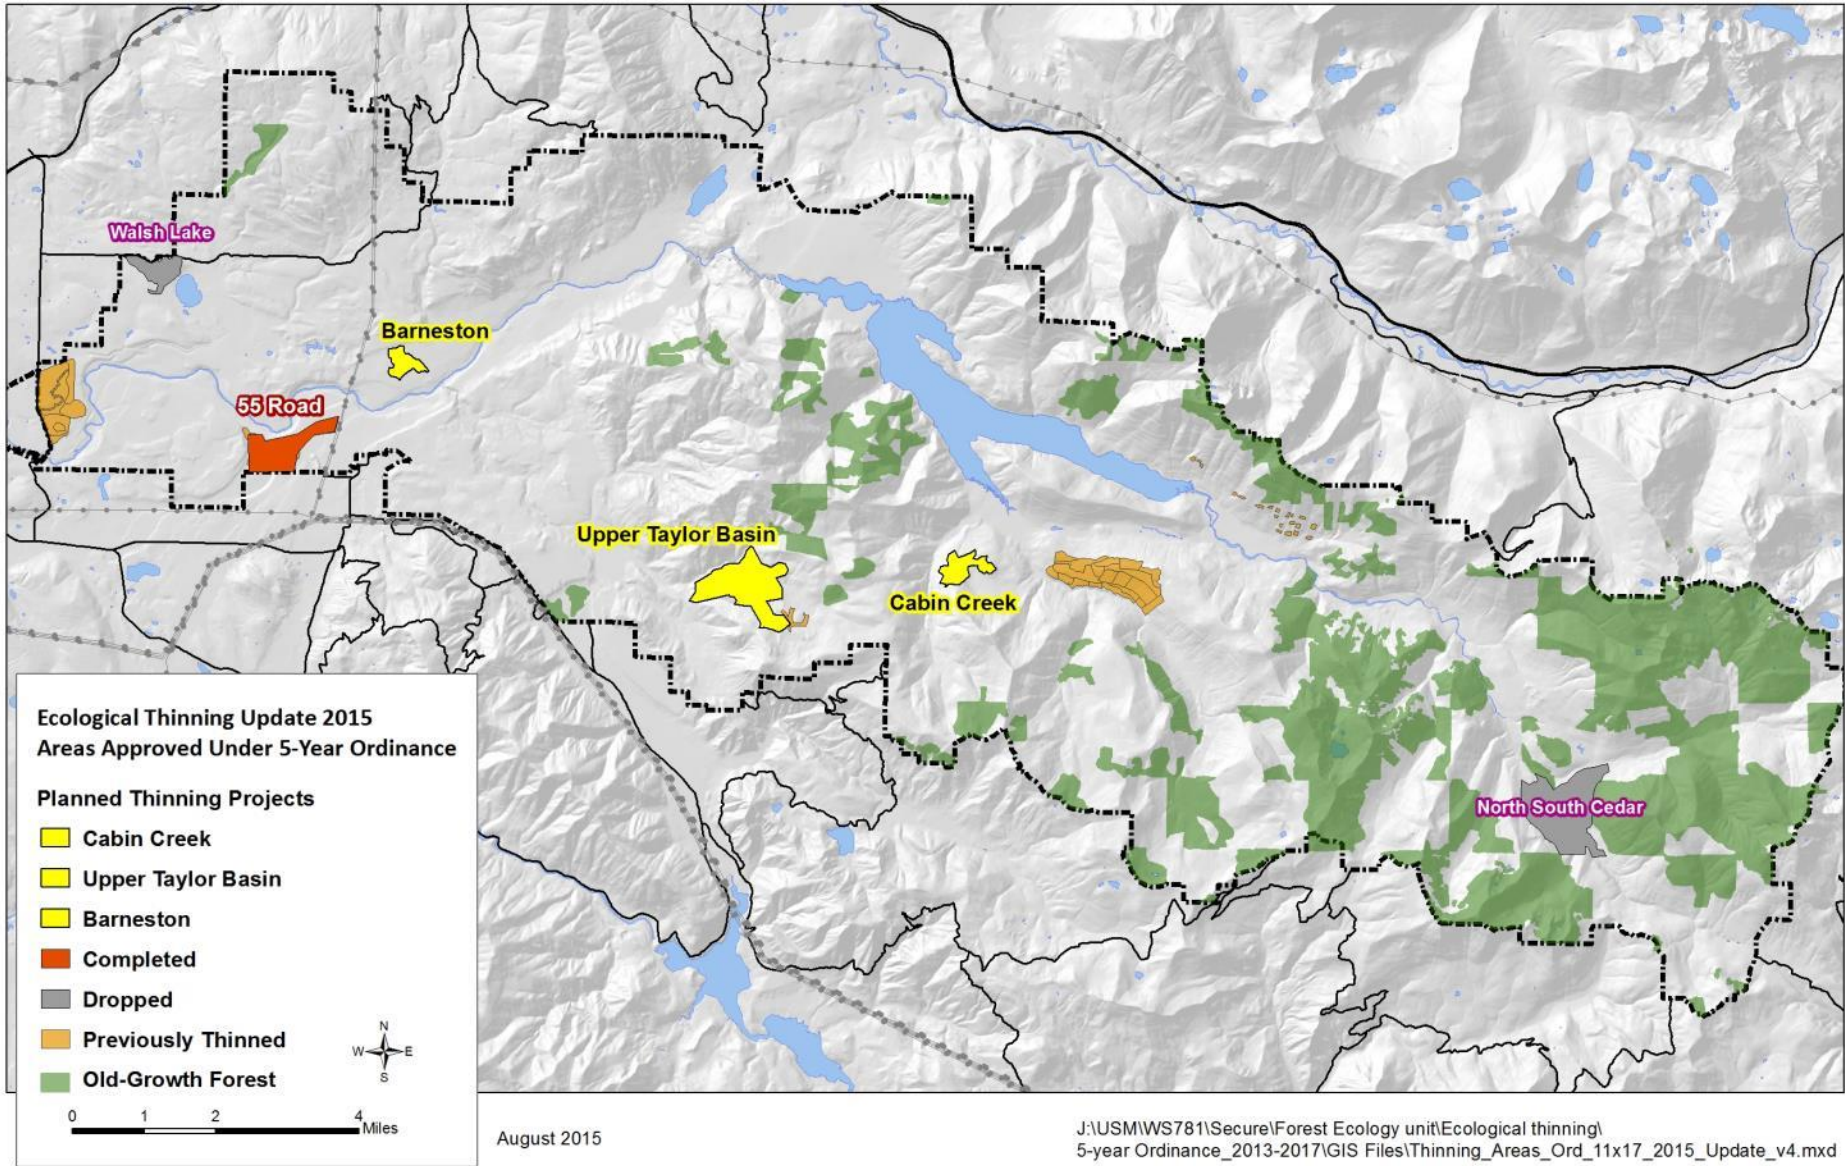 Walsh Lake
Barneston
55 Road
Upper Taylor Basin
Cabin Creek
North South Cedar
Ecological Thinning Update 2015
Areas Approved Under 5-Year Ordinance
Planned Thinning Projects
Cabin Creek
Upper Taylor Basin
Barneston
Completed
Dropped
Previously Thinned
Old-Growth Forest
N
W E
S
0 1 2 4
Miles
August 2015
J:\USM\WS781\Secure\Forest Ecology unit\Ecological thinning\
5-year Ordinance_2013-2017\GIS Files\Thinning_Areas_Ord_11x17_2015_Update_v4.mxd